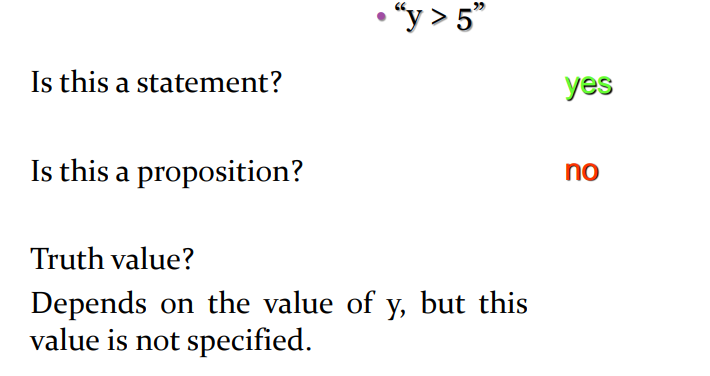 • “y > 5”
Is this a statement? yes
Is this a proposition? no
Truth value?
Depends on the value of y, but this
value is not specified.